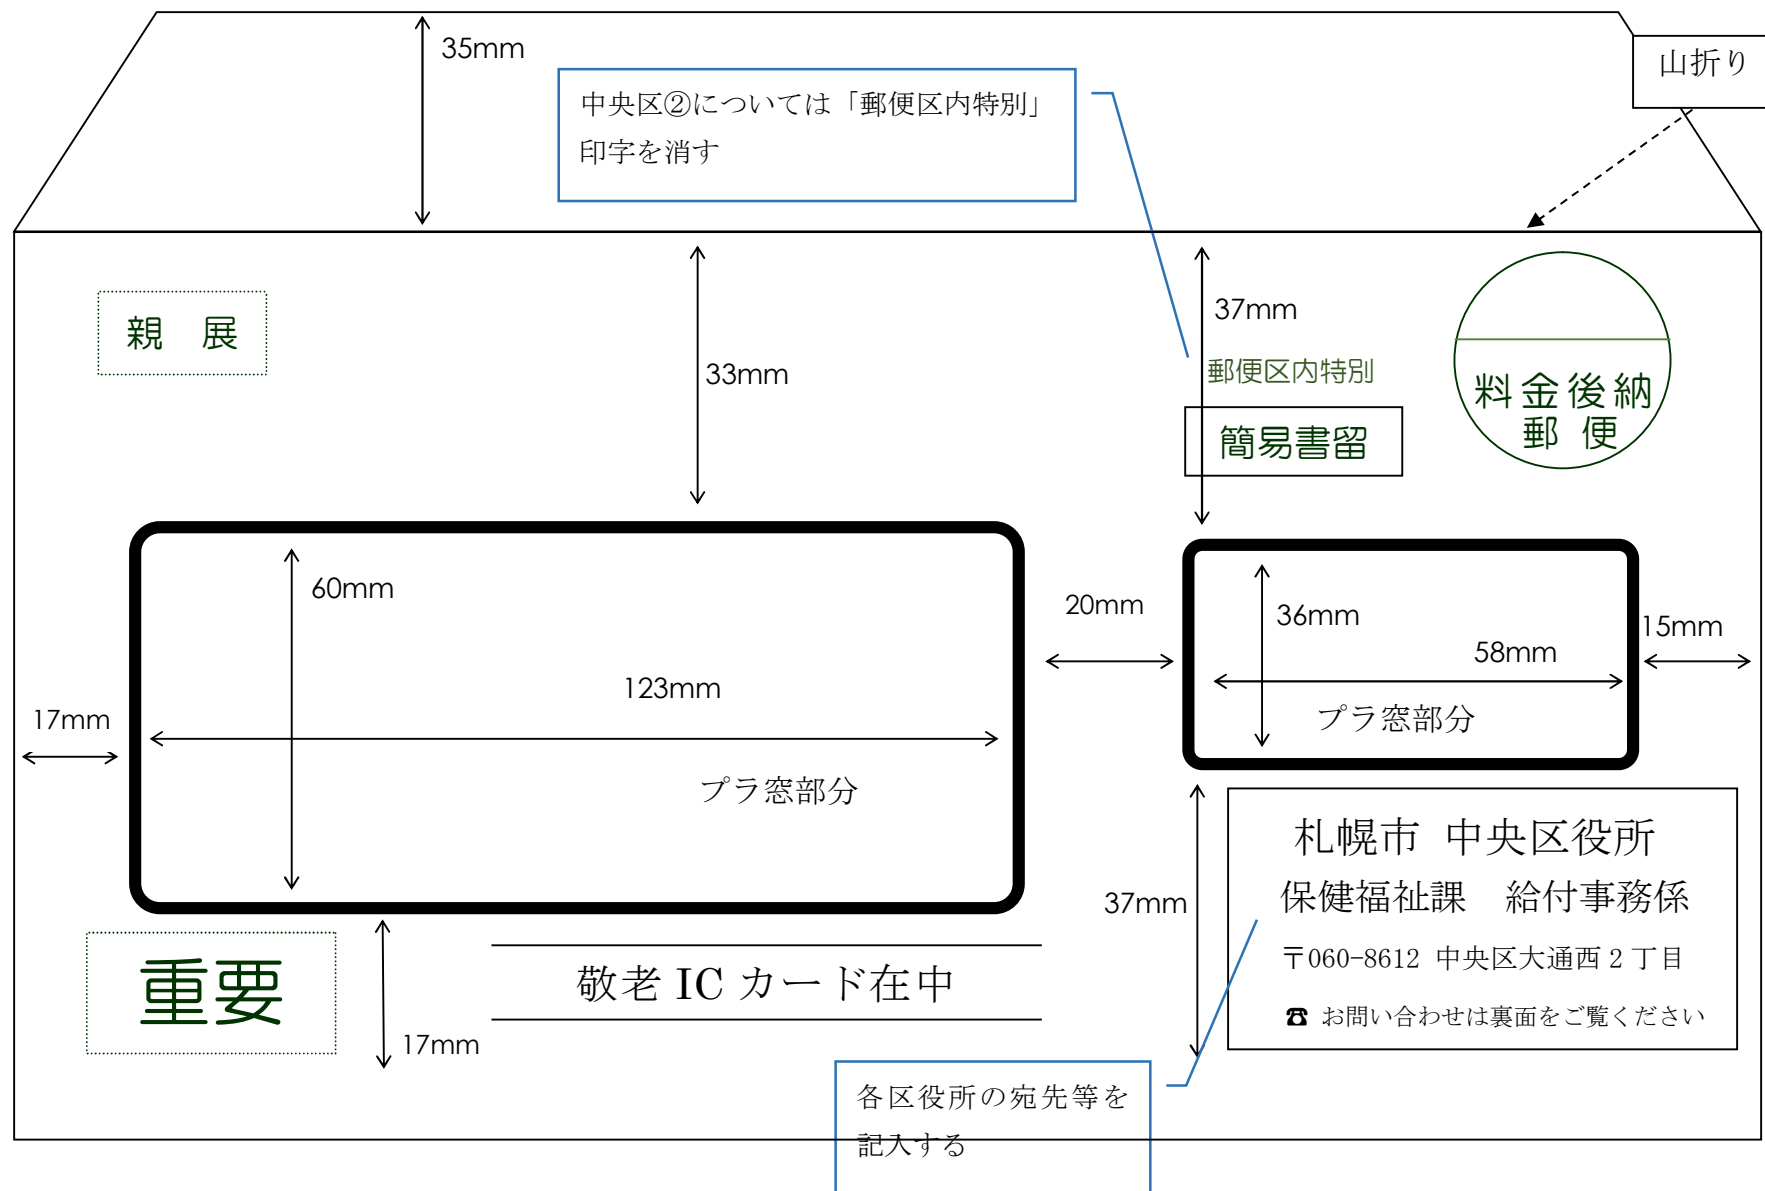 35mm
山折り
中央区②については「郵便区内特別」
印字を消す
親　展
33mm
37mm
郵便区内特別
簡易書留
料金後納
郵　便
60mm
123mm
プラ窓部分
17mm
20mm
36mm
58mm
プラ窓部分
15mm
37mm
札幌市 中央区役所
保健福祉課　給付事務係
〒060-8612 中央区大通西２丁目
☎ お問い合わせは裏面をご覧ください
重要
敬老 IC カード在中
17mm
各区役所の宛先等を
記入する